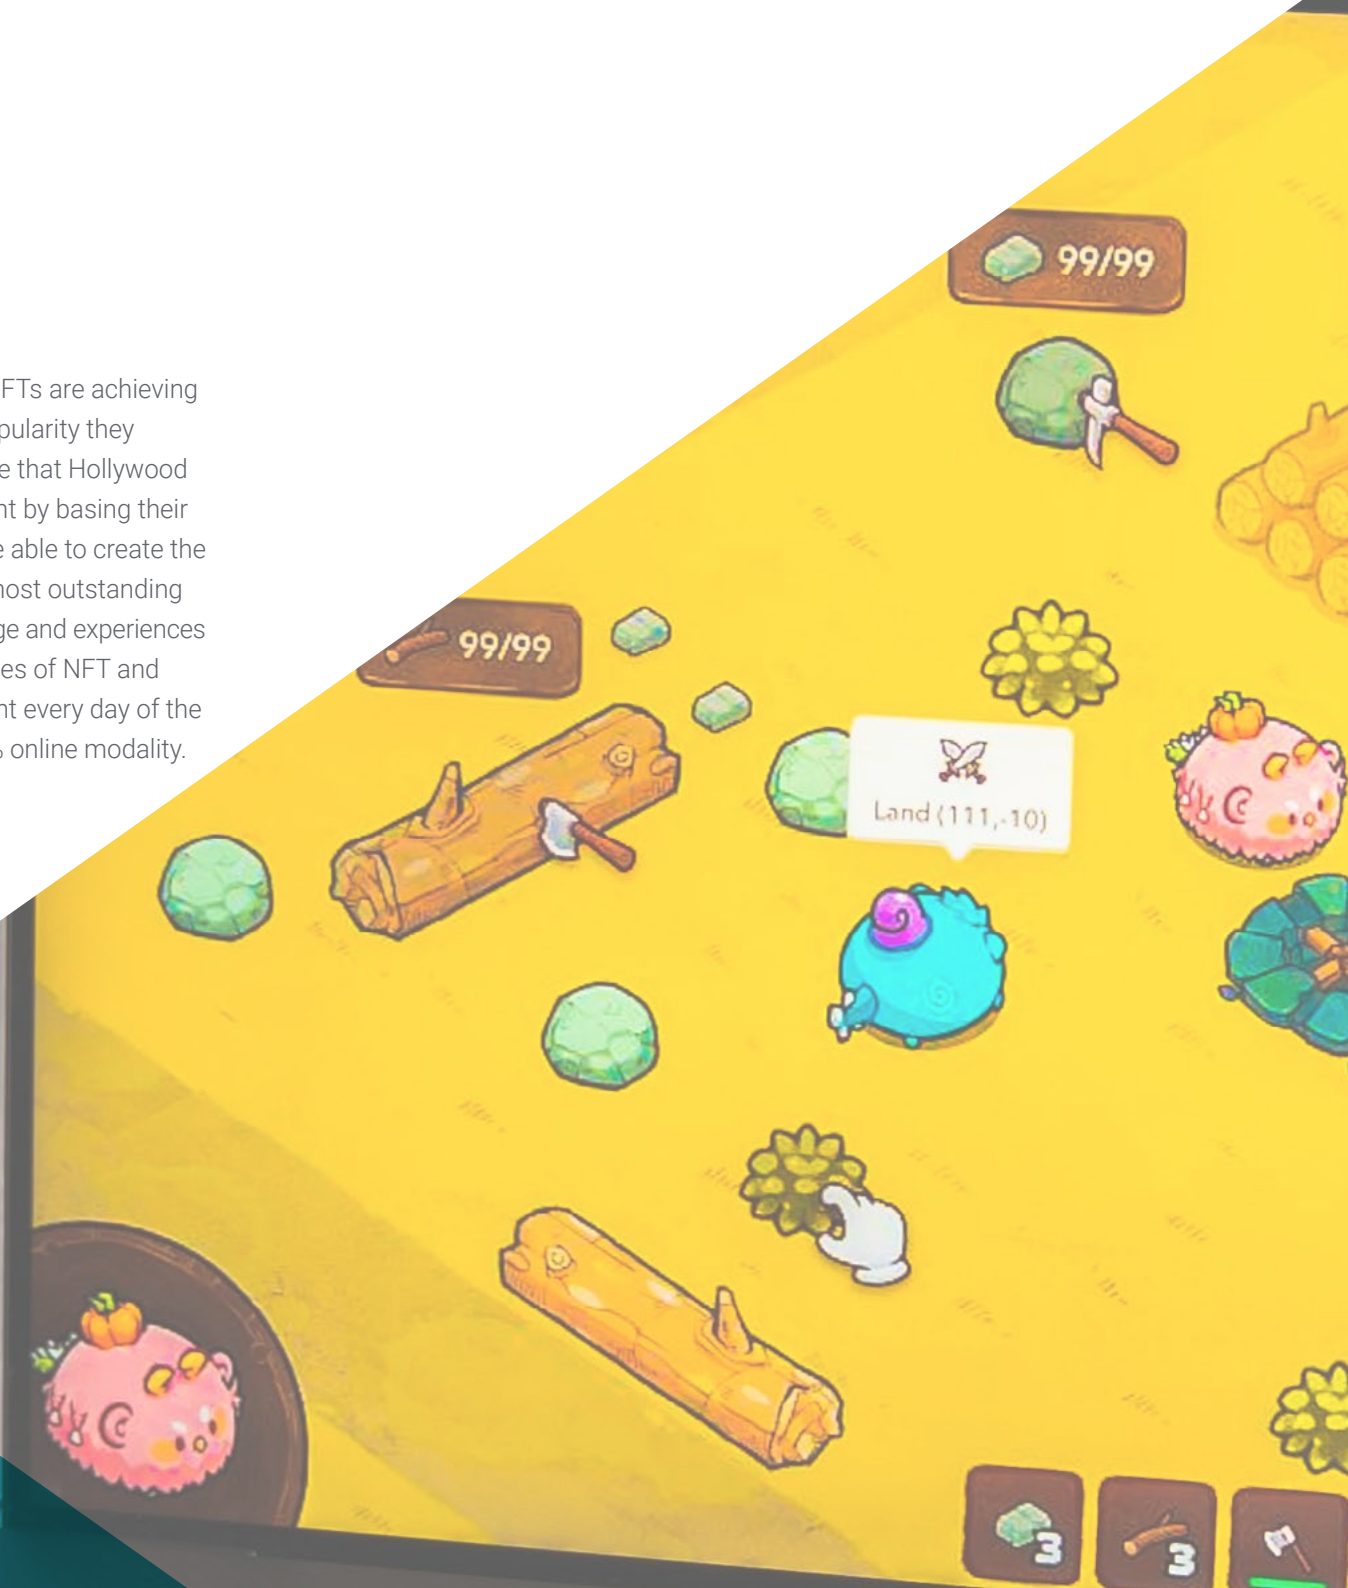 FTs are achieving
pularity they
e that Hollywood
nt by basing their
e able to create the
most outstanding
ge and experiences
es of NFT and
nt every day of the
% online modality.
99/99
99/99
Land (111,-10)
3
3